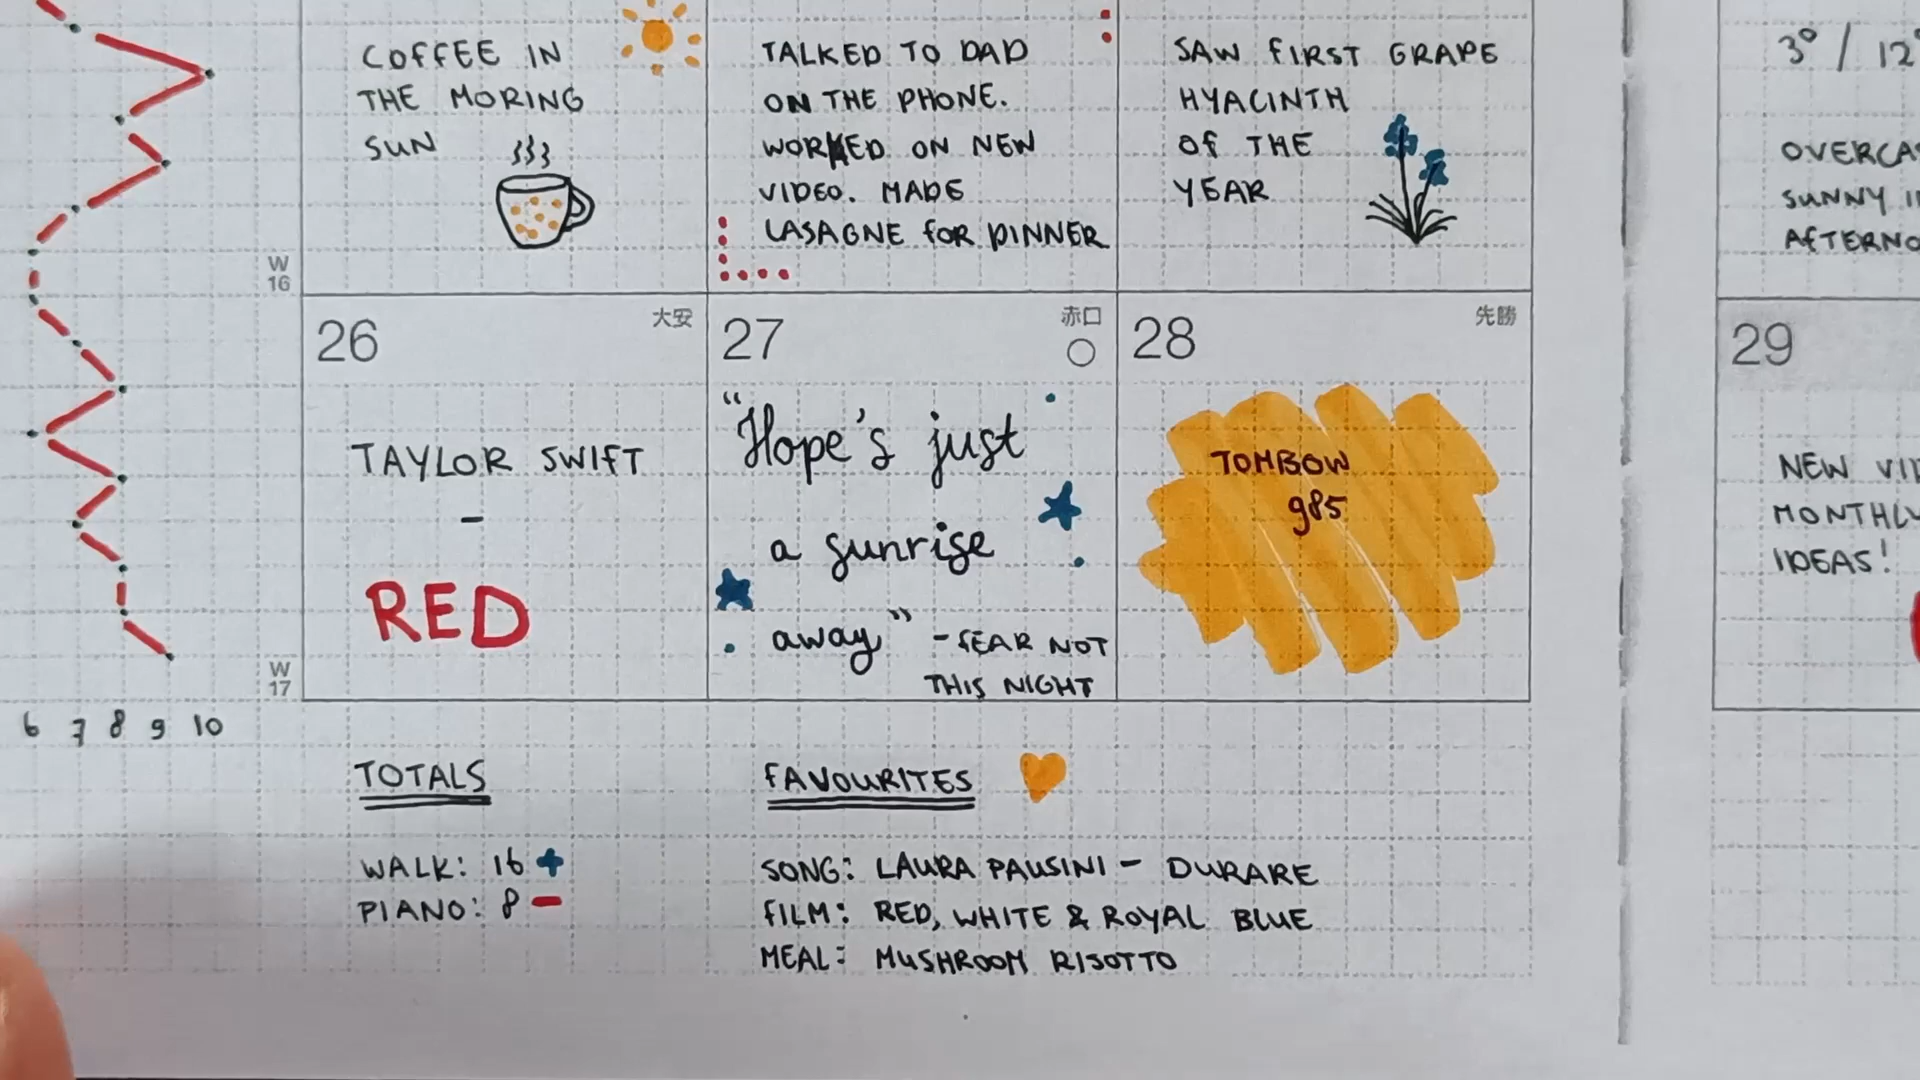 COFFEE IN
THE MORING
SUN
TALKED TO DAD
ON THE PHONE.
WORKED ON NEW
VIDEO. MADE
LASAGNE FOR DINNER
SAW FIRST GRAPE
HYACINTH
OF THE
YEAR
3° / 12°
SUNNY
W
16
26 大安
TAYLOR SWIFT
-
RED
27 赤口
"Hope's just
a sunrise
away" - FEAR NOT
THIS NIGHT
28 先勝
TOMBOW
985
29
NEW
IDEAS!
W
17
6 7 8 9 10
TOTALS
WALK: 16
PIANO: 8
FAVOURITES
SONG: LAURA PAUSINI - DURARE
FILM: RED, WHITE & ROYAL BLUE
MEAL: MUSHROOM RISOTTO